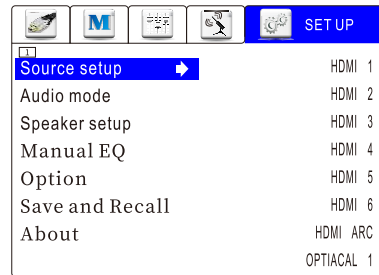 M
SET UP
1
Source setup HDMI 1
Audio mode HDMI 2
Speaker setup HDMI 3
Manual EQ HDMI 4
Option HDMI 5
Save and Recall HDMI 6
About HDMI ARC
OPTIACAL 1